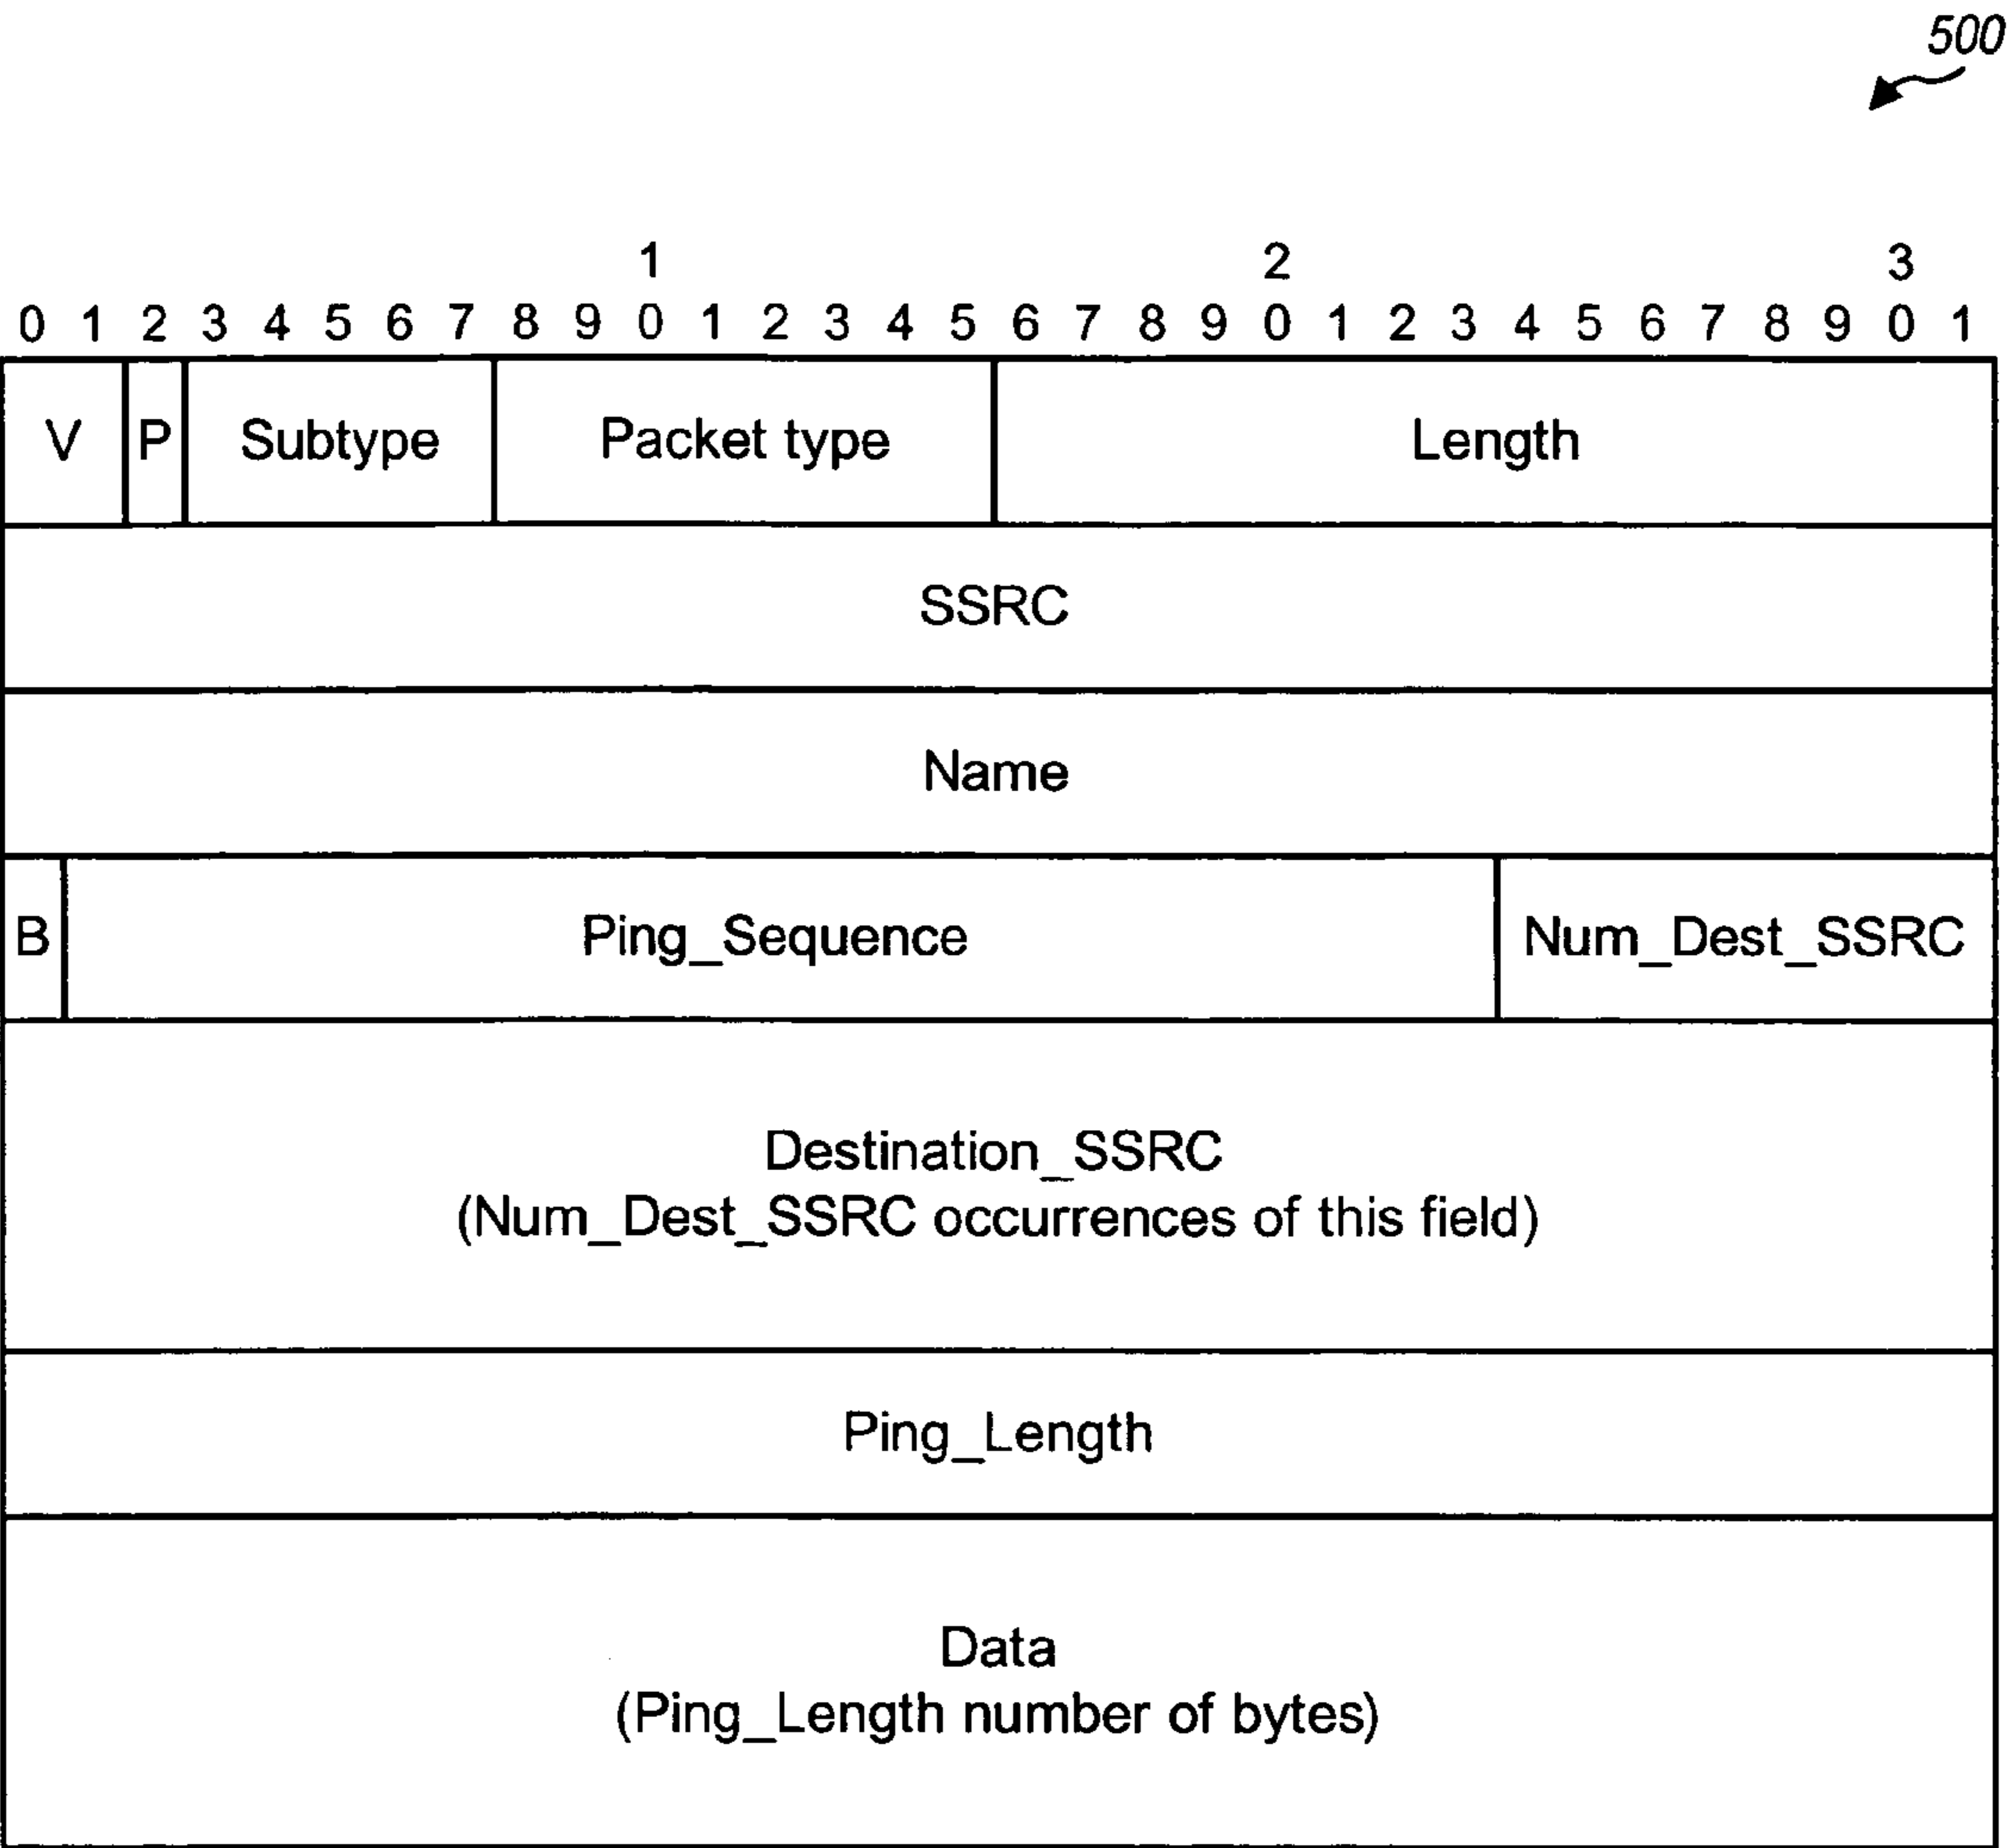 500
1 2 3
0 1 2 3 4 5 6 7 8 9 0 1 2 3 4 5 6 7 8 9 0 1 2 3 4 5 6 7 8 9 0 1
V P Subtype Packet type Length
SSRC
Name
B Ping_Sequence Num_Dest_SSRC
Destination_SSRC
(Num_Dest_SSRC occurrences of this field)
Ping_Length
Data
(Ping_Length number of bytes)